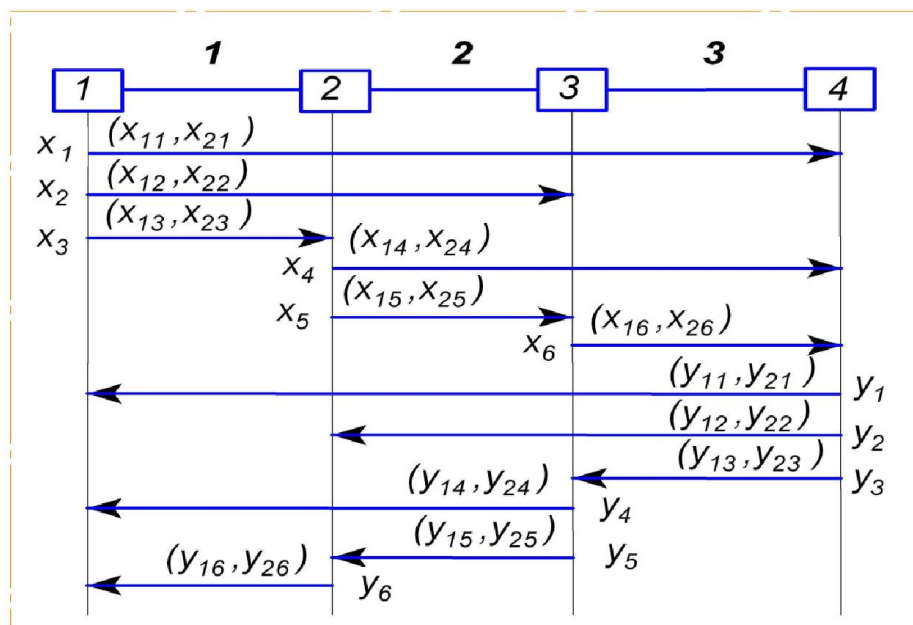 1 2 3
1 2 3 4
x₁ (x₁₁,x₂₁)
x₂ (x₁₂,x₂₂)
x₃ (x₁₃,x₂₃)
x₄ (x₁₄,x₂₄)
x₅ (x₁₅,x₂₅)
x₆ (x₁₆,x₂₆)
(y₁₁,y₂₁) y₁
(y₁₂,y₂₂) y₂
(y₁₃,y₂₃) y₃
(y₁₄,y₂₄) y₄
(y₁₅,y₂₅) y₅
(y₁₆,y₂₆) y₆